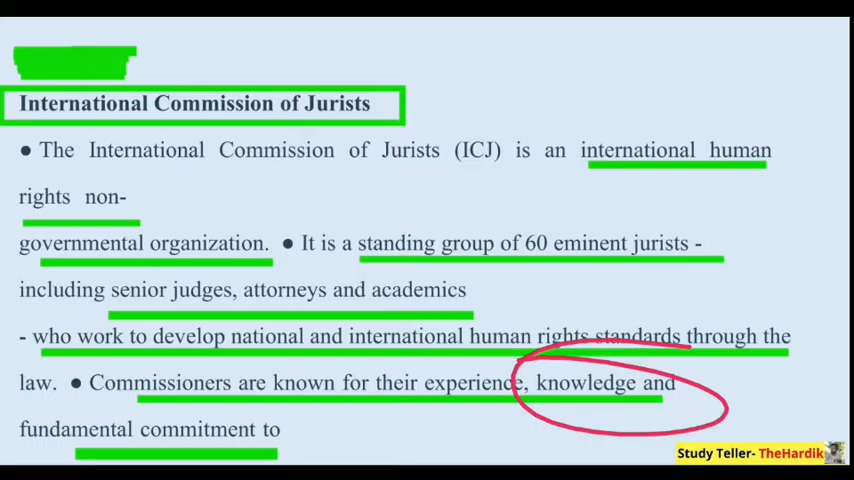 International Commission of Jurists
● The International Commission of Jurists (ICJ) is an international human
rights non-
governmental organization. ● It is a standing group of 60 eminent jurists -
including senior judges, attorneys and academics
- who work to develop national and international human rights standards through the
law. ● Commissioners are known for their experience, knowledge and
fundamental commitment to
Study Teller- TheHardik